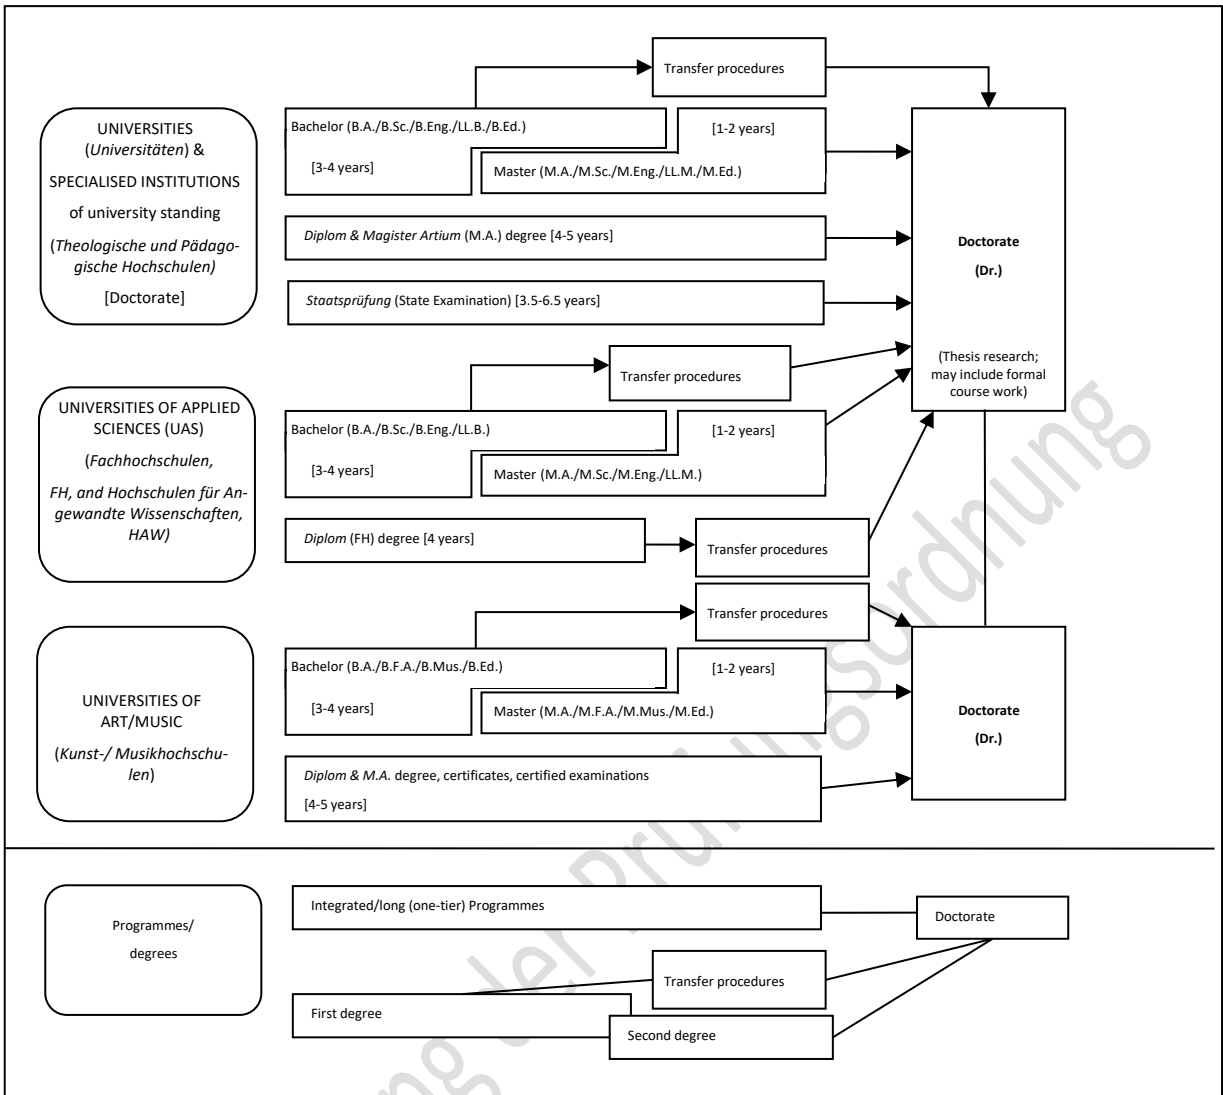 Transfer procedures
UNIVERSITIES
(Universitäten) &
SPECIALISED INSTITUTIONS
of university standing
(Theologische und Pädago-
gische Hochschulen)
[Doctorate]
Bachelor (B.A./B.Sc./B.Eng./LL.B./B.Ed.)
[3-4 years]
[1-2 years]
Master (M.A./M.Sc./M.Eng./LL.M./M.Ed.)
Diplom & Magister Artium (M.A.) degree [4-5 years]
Staatsprüfung (State Examination) [3.5-6.5 years]
Doctorate
(Dr.)
(Thesis research;
may include formal
course work)
UNIVERSITIES OF APPLIED
SCIENCES (UAS)
(Fachhochschulen,
FH, and Hochschulen für An-
gewandte Wissenschaften,
HAW)
Transfer procedures
Bachelor (B.A./B.Sc./B.Eng./LL.B.)
[3-4 years]
[1-2 years]
Master (M.A./M.Sc./M.Eng./LL.M.)
Diplom (FH) degree [4 years]
Transfer procedures
Transfer procedures
UNIVERSITIES OF
ART/MUSIC
(Kunst-/ Musikhochschu-
len)
Bachelor (B.A./B.F.A./B.Mus./B.Ed.)
[3-4 years]
[1-2 years]
Master (M.A./M.F.A./M.Mus./M.Ed.)
Diplom & M.A. degree, certificates, certified examinations
[4-5 years]
Doctorate
(Dr.)
Programmes/
degrees
Integrated/long (one-tier) Programmes
Doctorate
Transfer procedures
First degree
Second degree
der Prüfungsordnung